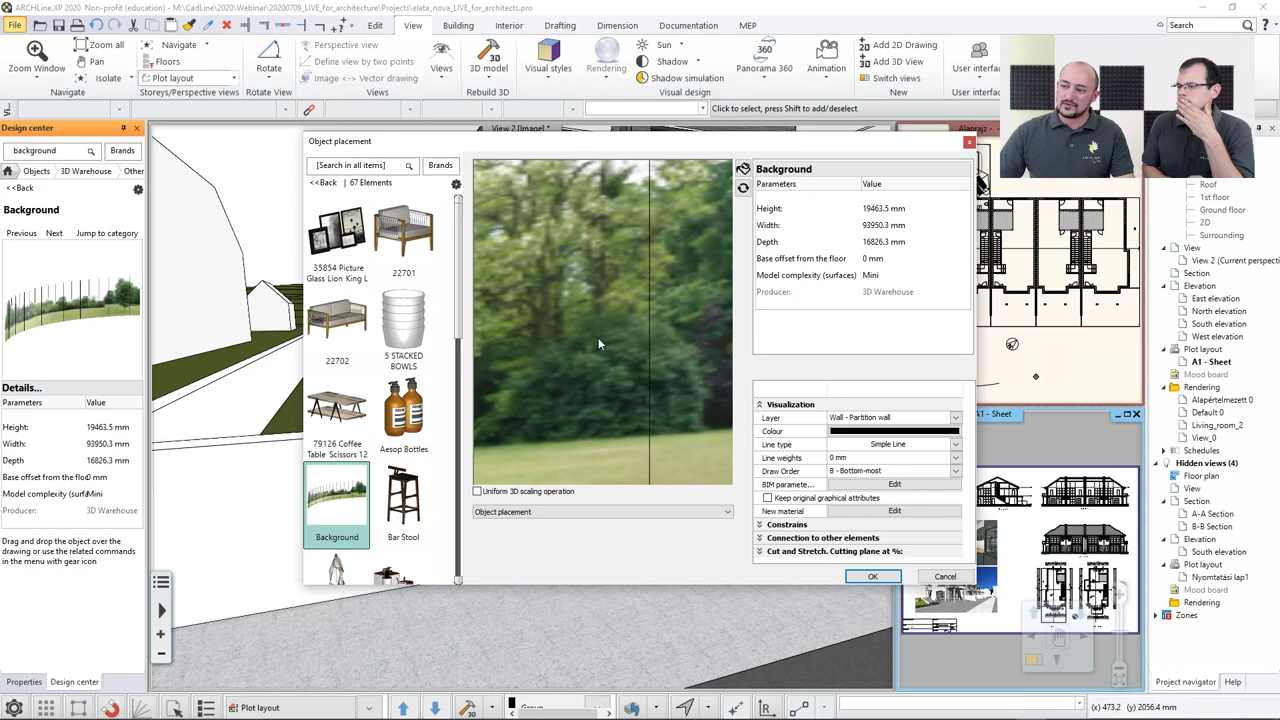 ARCHLine.XP 2020 Non-profit (education) - M:\CadLine\Webinar\20200709_LIVE_for_architecture\Projects\elata_nova_LIVE_for_architects.pro
File Edit View Building Interior Drafting Dimension Documentation MEP Search
Zoom Window
Zoom all
Pan
Isolate
Navigate
Navigate
Floors
Plot layout
Storeys/Perspective views
Rotate
Rotate View
Perspective view
Define view by two points
Image <-> Vector drawing
Views
Views
3D model
Rebuild 3D
Visual styles
Rendering
Sun
Shadow
Shadow simulation
Visual design
Panorama 360
Animation
Add 2D Drawing
Add 3D Drawing
Switch views
New
User interface
User interface
Click to select, press Shift to add/deselect
Design center
background
Brands
Objects 3D Warehouse Other
<<Back
Background
Previous Next Jump to category
Details...
Parameters Value
Height: 19463.5 mm
Width: 93950.3 mm
Depth 16826.3 mm
Base offset from the floor 0 mm
Model complexity (surfaces) Mini
Producer: 3D Warehouse
Drag and drop the object over the
drawing or use the related commands
in the menu with gear icon
Properties Design center
View 2 [Image] *
Object placement
[Search in all items] Brands
<<Back | 67 Elements
35854 Picture
Glass Lion King L
22701
22702
5 STACKED
BOWLS
79126 Coffee
Table Scissors 12
Aesop Bottles
Background
Bar Stool
Uniform 3D scaling operation
Object placement
Background
Parameters Value
Height: 19463.5 mm
Width: 93950.3 mm
Depth 16826.3 mm
Base offset from the floor 0 mm
Model complexity (surfaces) Mini
Producer: 3D Warehouse
Visualization
Layer Wall - Partition wall
Colour
Line type Simple Line
Line weights 0 mm
Draw Order 8 - Bottom-most
BIM parame... Edit
Keep original graphical attributes
New material Edit
Constrains
Connection to other elements
Cut and Stretch. Cutting plane at %:
OK Cancel
Alaprajz -
A1 - Sheet
Roof
1st floor
Ground floor
2D
Surrounding
View
View 2 (Current perspecti
Section
Elevation
East elevation
North elevation
South elevation
West elevation
Plot layout
A1 - Sheet
Mood board
Rendering
Alapértelmezett 0
Default 0
Living_room_2
View_0
Schedules
Hidden views (4)
Floor plan
View
Section
A-A Section
B-B Section
Elevation
South elevation
Plot layout
Nyomtatási lap1
Mood board
Rendering
Zones
Project navigator Help
Plot layout
Group
(x) 473.2 (y) 2056.4 mm